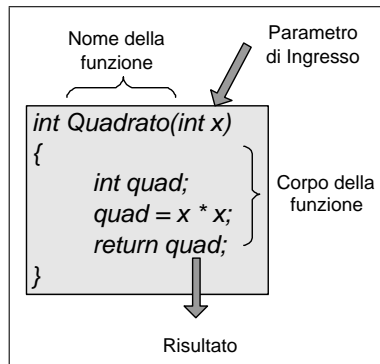 Nome della
funzione
Parametro
di Ingresso
int Quadrato(int x)
{
int quad;
quad = x * x;
return quad;
}
Corpo della
funzione
Risultato